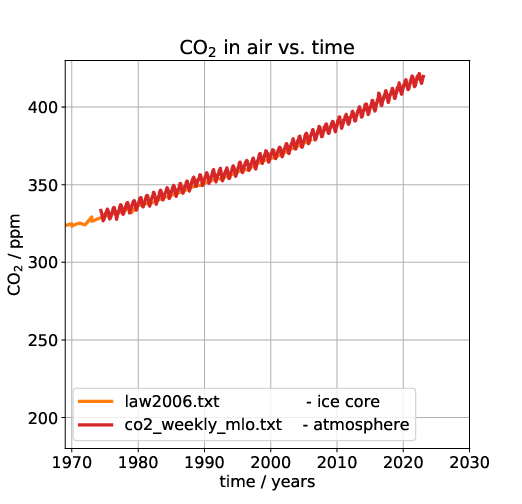 CO₂ in air vs. time
CO₂ / ppm
400
350
300
250
200
law2006.txt - ice core
co2_weekly_mlo.txt - atmosphere
1970 1980 1990 2000 2010 2020 2030
time / years